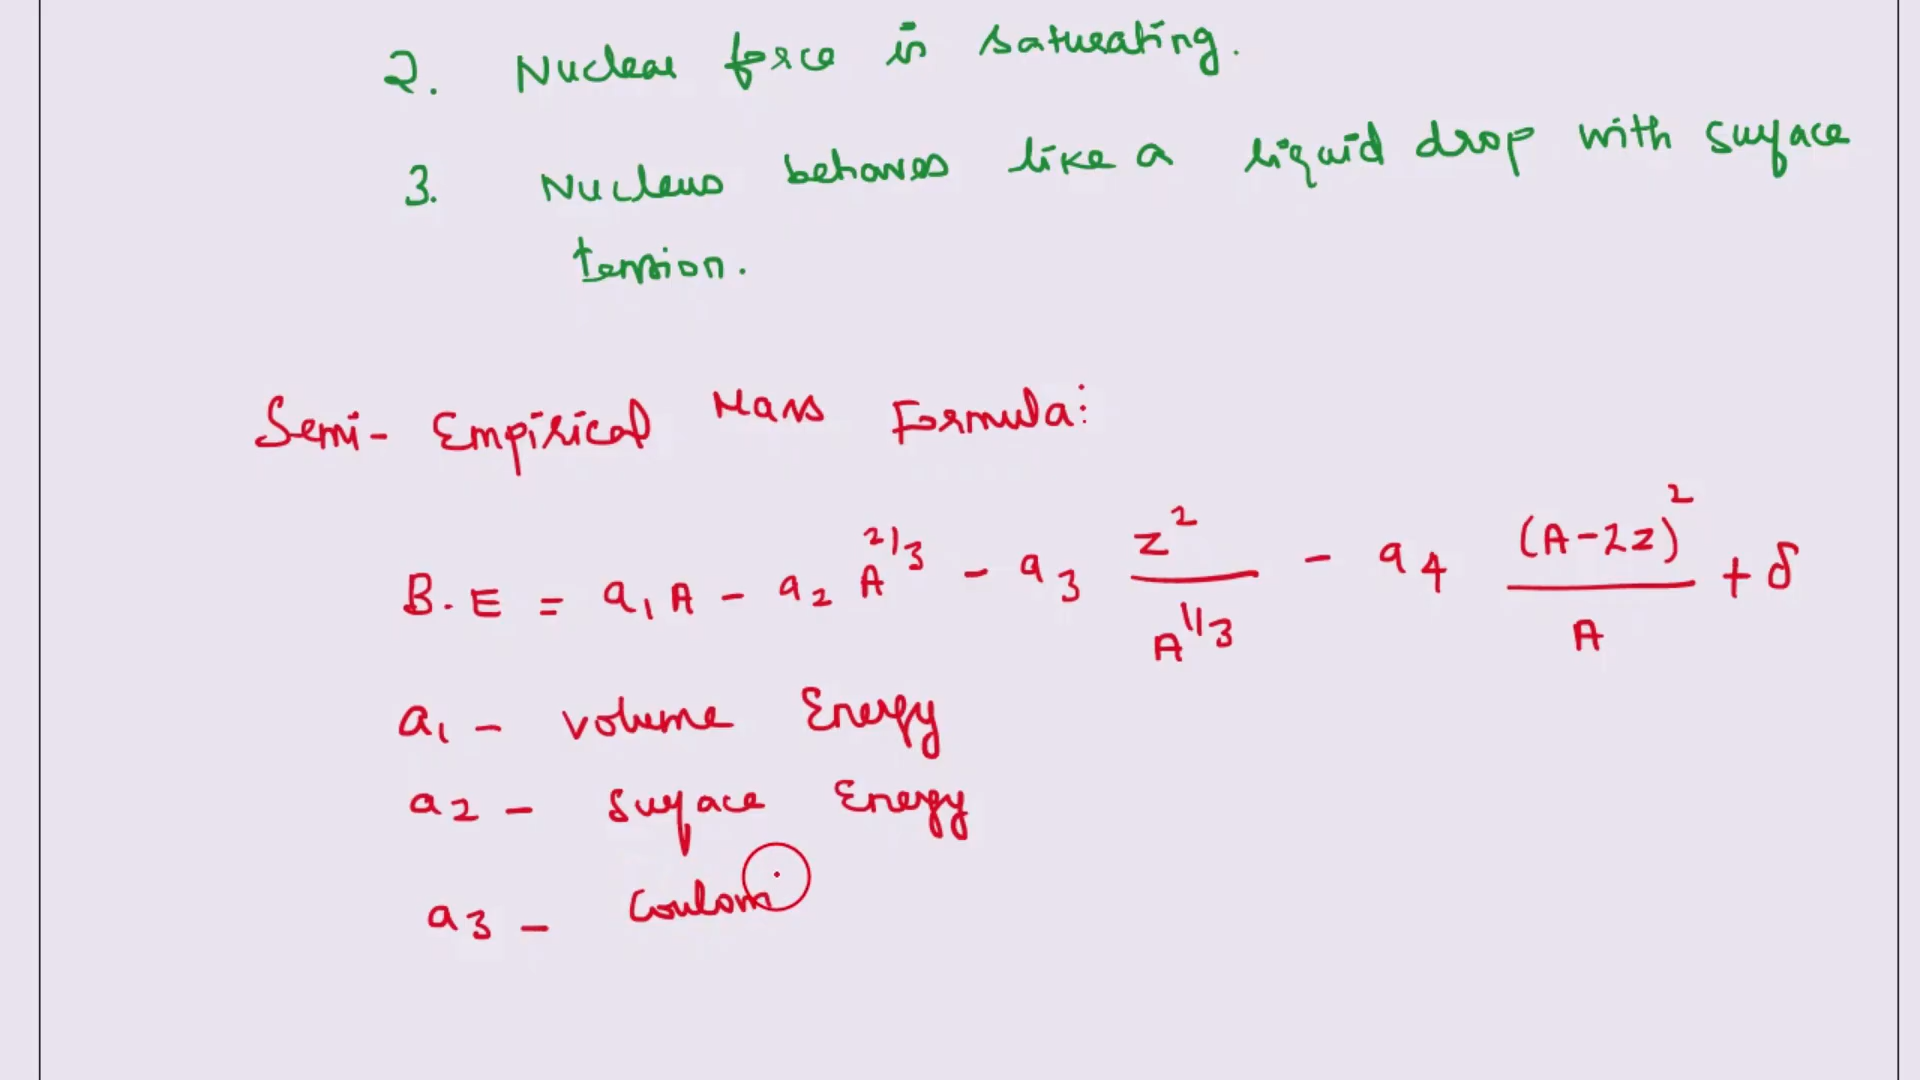 2. Nuclear force is saturating.
3. Nucleus behaves like a liquid drop with surface
tension.
Semi-Empirical Mass Formula:
B.E = a₁A - a₂ A^2/3 - a₃ Z²/A^1/3 - a₄ (A-2Z)²/A + δ
a₁ - Volume Energy
a₂ - Surface Energy
a₃ - Coulom